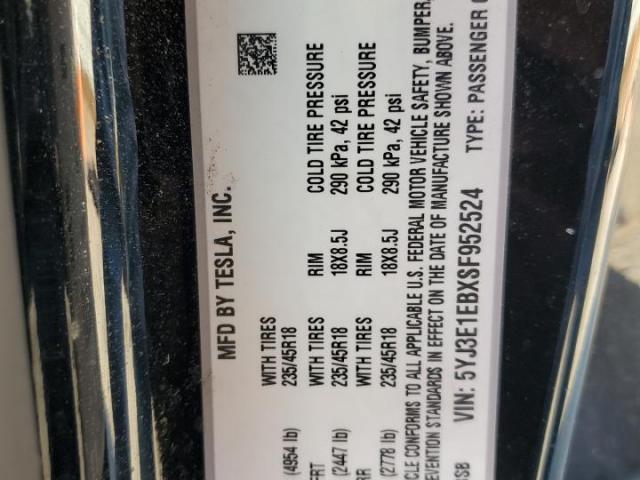 MFD BY TESLA, INC.
WITH TIRES
(4954 lb) 235/45R18
FRT WITH TIRES RIM COLD TIRE PRESSURE
(2447 lb) 235/45R18 18X8.5J 290 kPa, 42 psi
RR WITH TIRES RIM COLD TIRE PRESSURE
(2778 lb) 235/45R18 18X8.5J 290 kPa, 42 psi
CLE CONFORMS TO ALL APPLICABLE U.S. FEDERAL MOTOR VEHICLE SAFETY, BUMPER,
EVENTION STANDARDS IN EFFECT ON THE DATE OF MANUFACTURE SHOWN ABOVE.
SB VIN: 5YJ3E1EBXSF952524 TYPE: PASSENGER